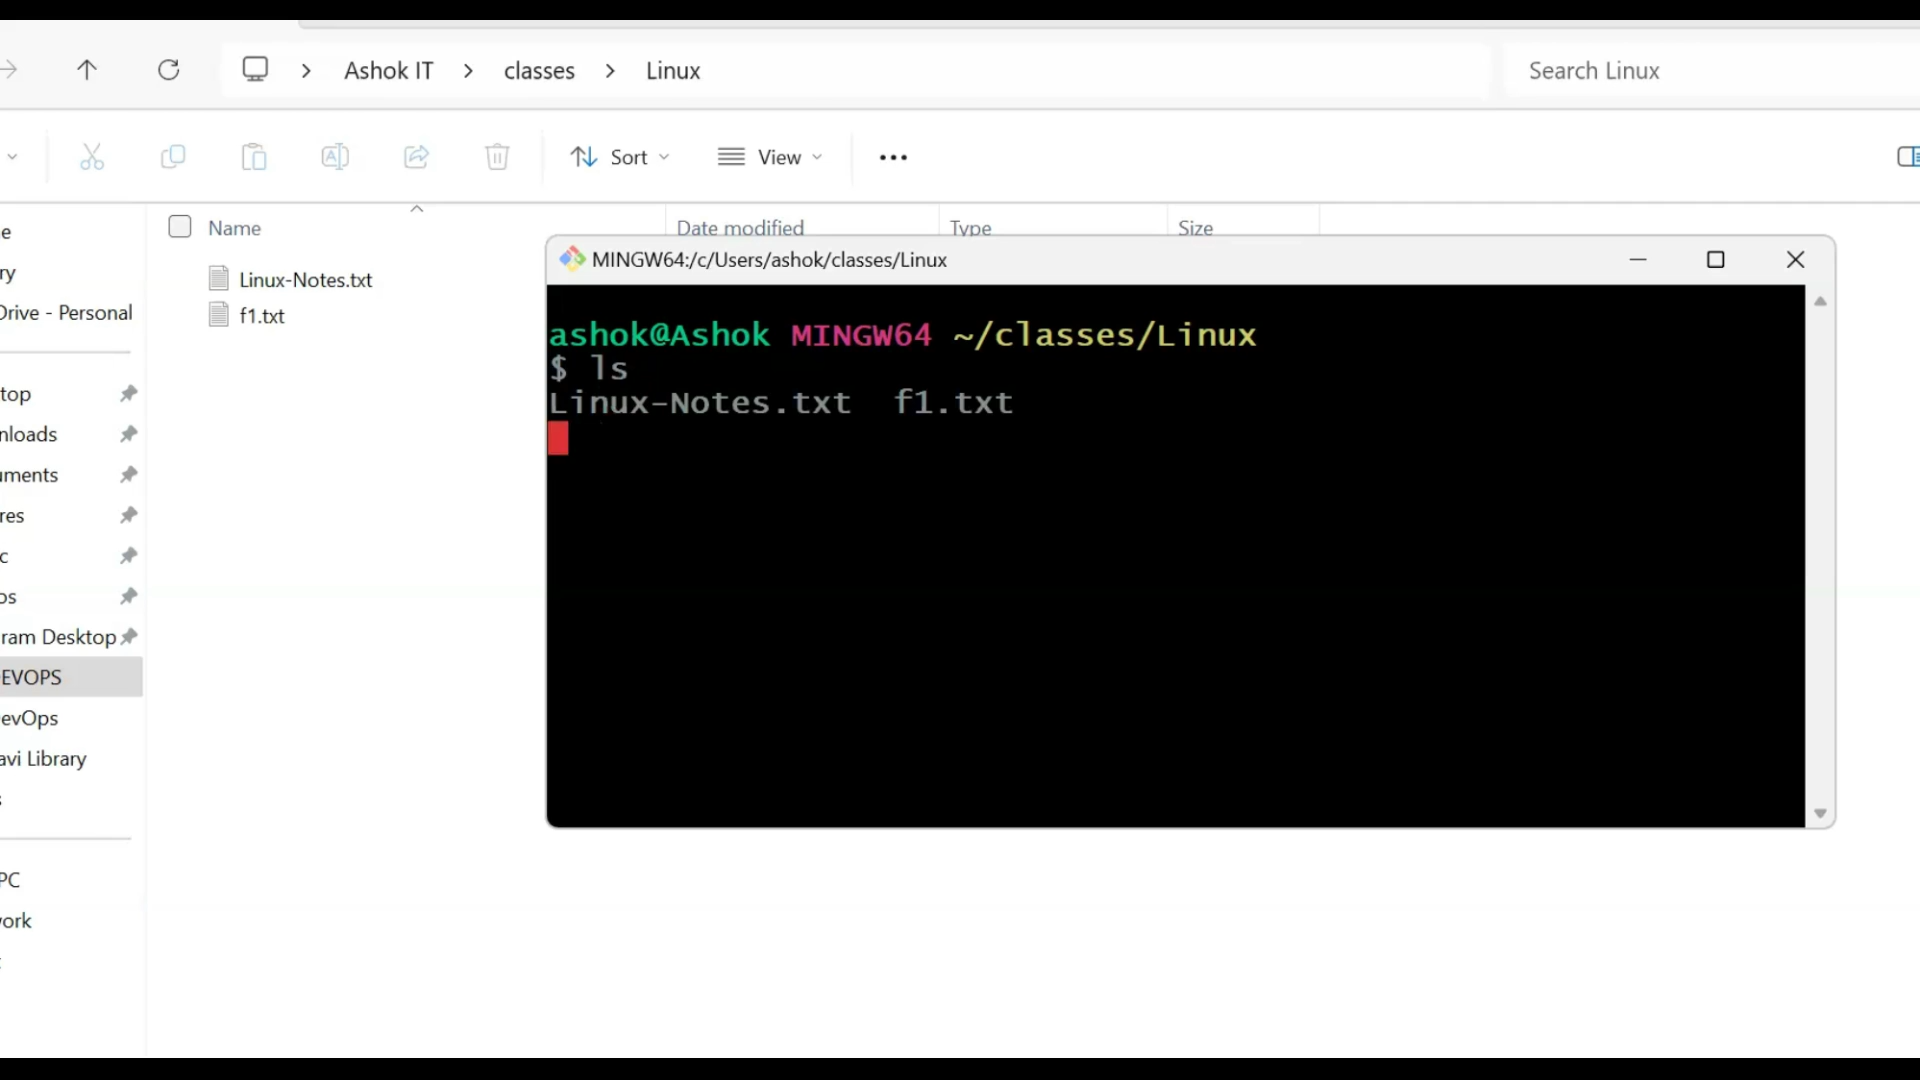 Ashok IT > classes > Linux
Search Linux
Sort
View
Name
Date modified
Type
Size
Linux-Notes.txt
f1.txt
MINGW64:/c/Users/ashok/classes/Linux
ashok@Ashok MINGW64 ~/classes/Linux
$ ls
Linux-Notes.txt  f1.txt
e
ry
Drive - Personal
top
nloads
uments
res
c
os
ram Desktop
EVOPS
evOps
avi Library
s
PC
work